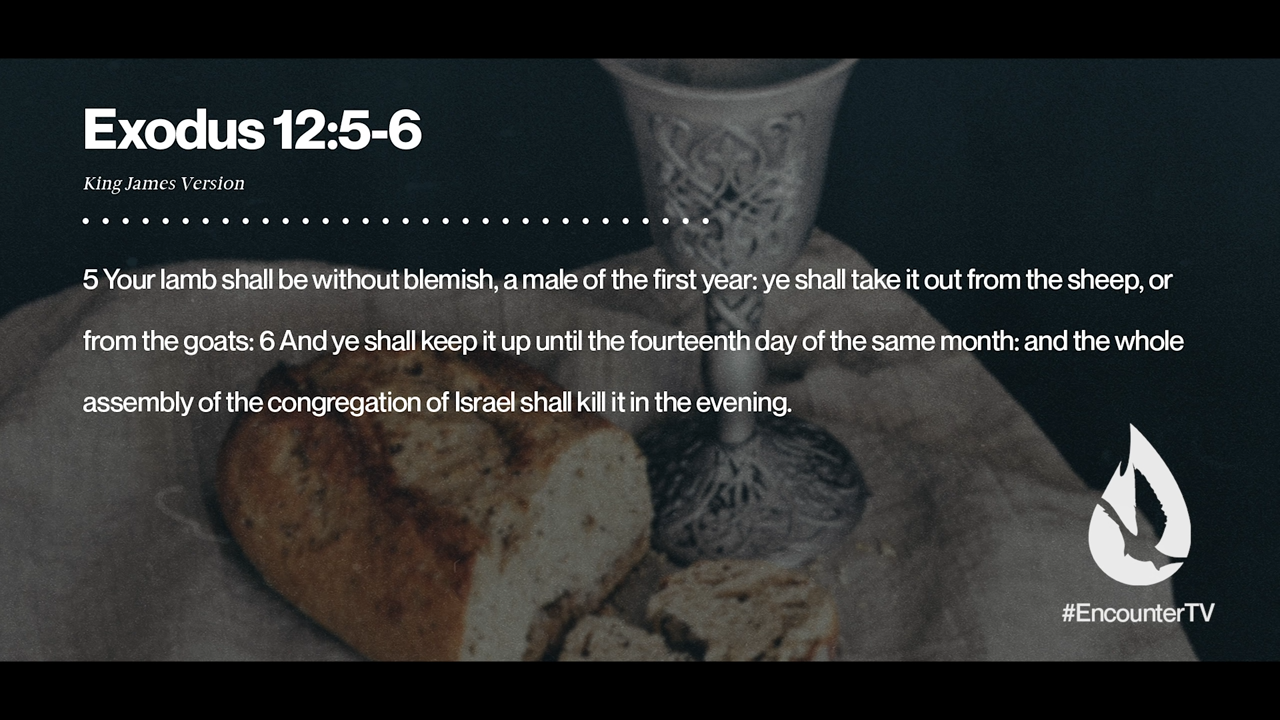 Exodus 12:5-6
King James Version
5 Your lamb shall be without blemish, a male of the first year: ye shall take it out from the sheep, or
from the goats: 6 And ye shall keep it up until the fourteenth day of the same month: and the whole
assembly of the congregation of Israel shall kill it in the evening.
#EncounterTV